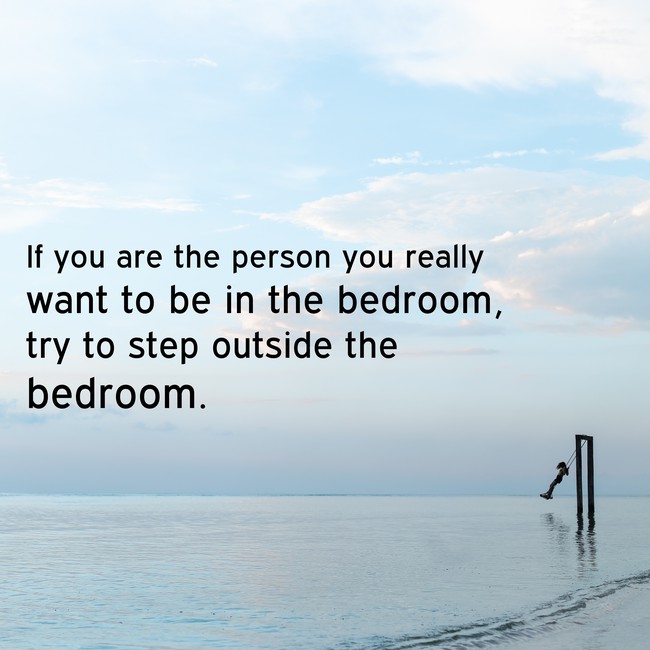 If you are the person you really
want to be in the bedroom,
try to step outside the
bedroom.